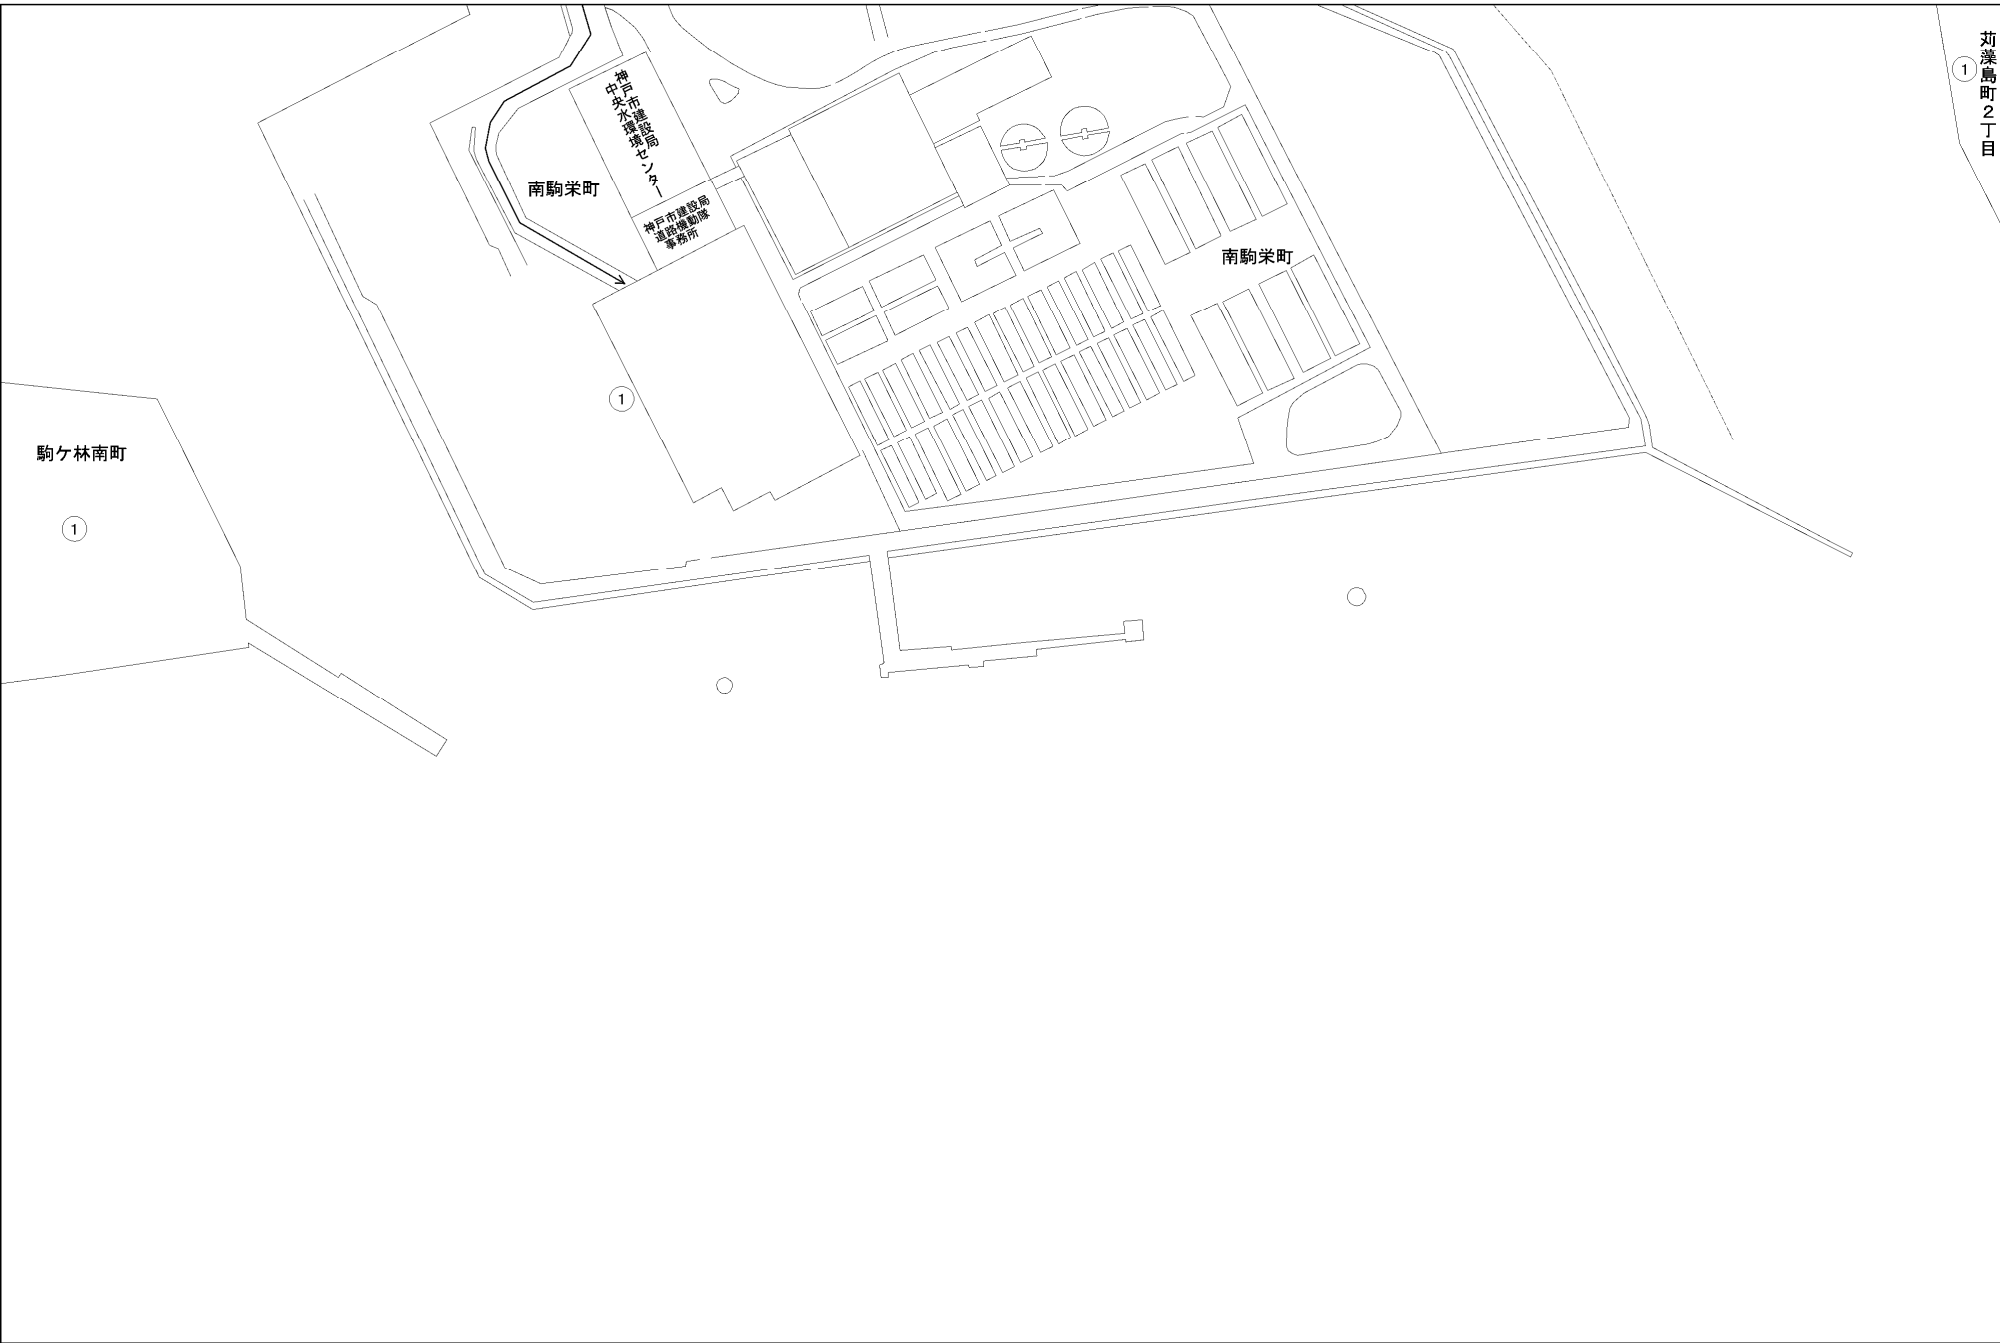 苅藻島町２丁目
1
神戸市建設局
中央水環境センター
南駒栄町
神戸市建設局
道路機動隊
事務所
南駒栄町
1
駒ケ林南町
1